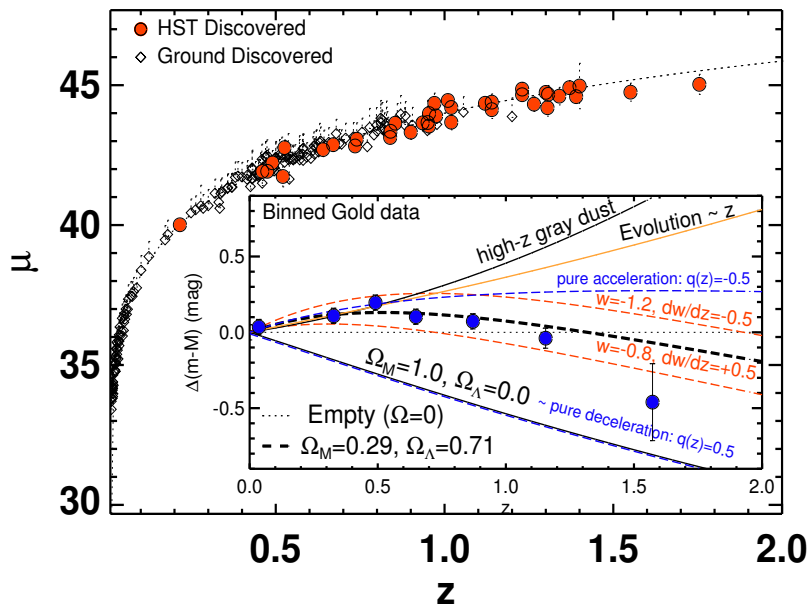 HST Discovered
Ground Discovered
μ
45
40
35
30
0.5
1.0
1.5
2.0
z
Binned Gold data
Δ(m-M) (mag)
0.5
0.0
-0.5
high-z gray dust
Evolution ~ z
pure acceleration: q(z)=-0.5
w=-1.2, dw/dz=-0.5
w=-0.8, dw/dz=+0.5
Ω_M=1.0, Ω_Λ=0.0
~ pure deceleration: q(z)=0.5
Empty (Ω=0)
Ω_M=0.29, Ω_Λ=0.71
0.0
0.5
1.0
1.5
2.0
z